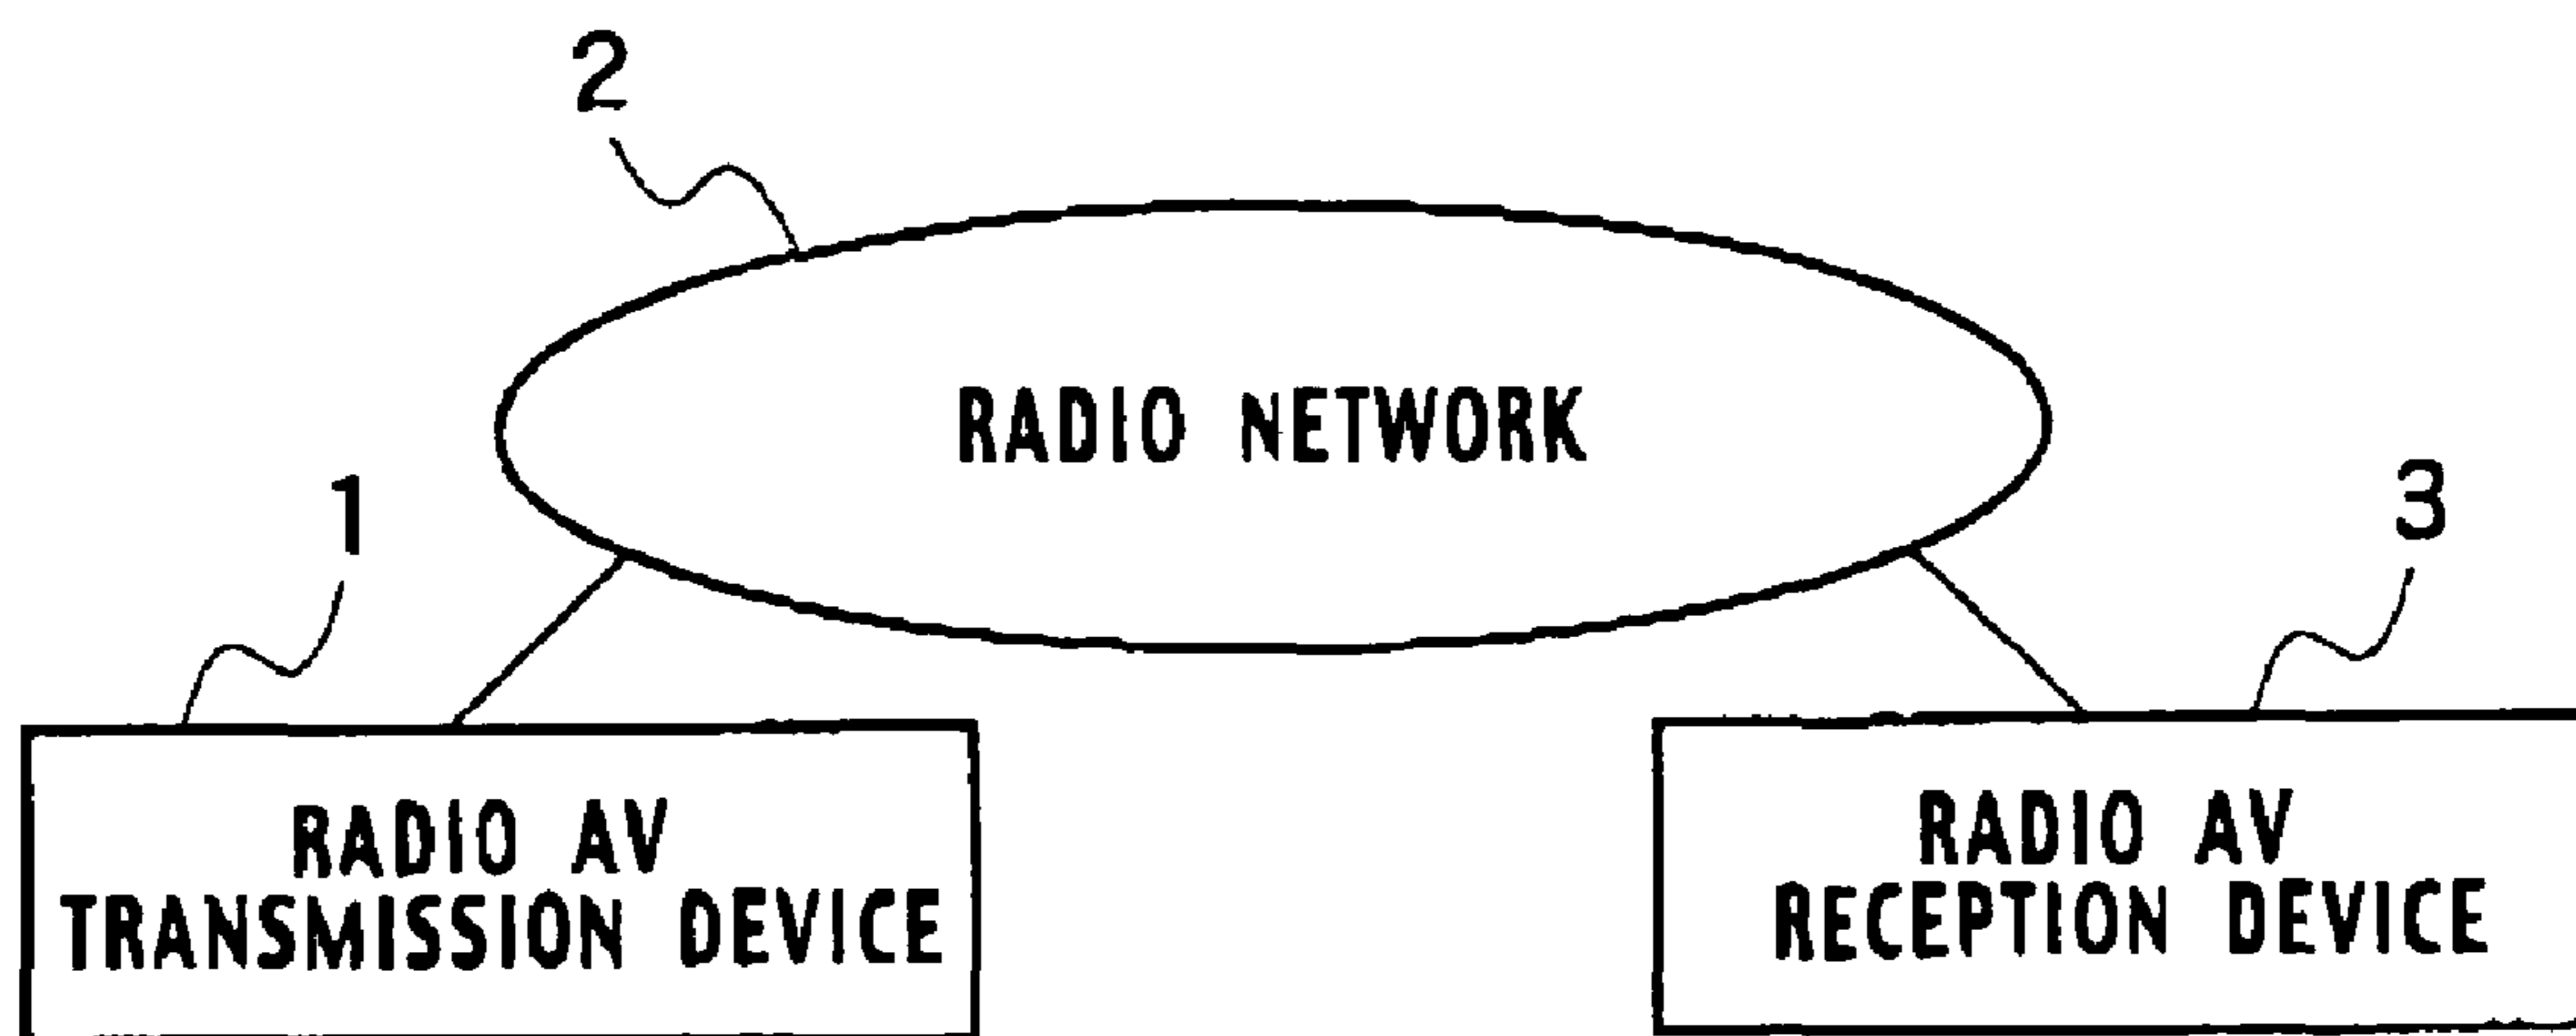 2
RADIO NETWORK
1
3
RADIO AV
TRANSMISSION DEVICE
RADIO AV
RECEPTION DEVICE